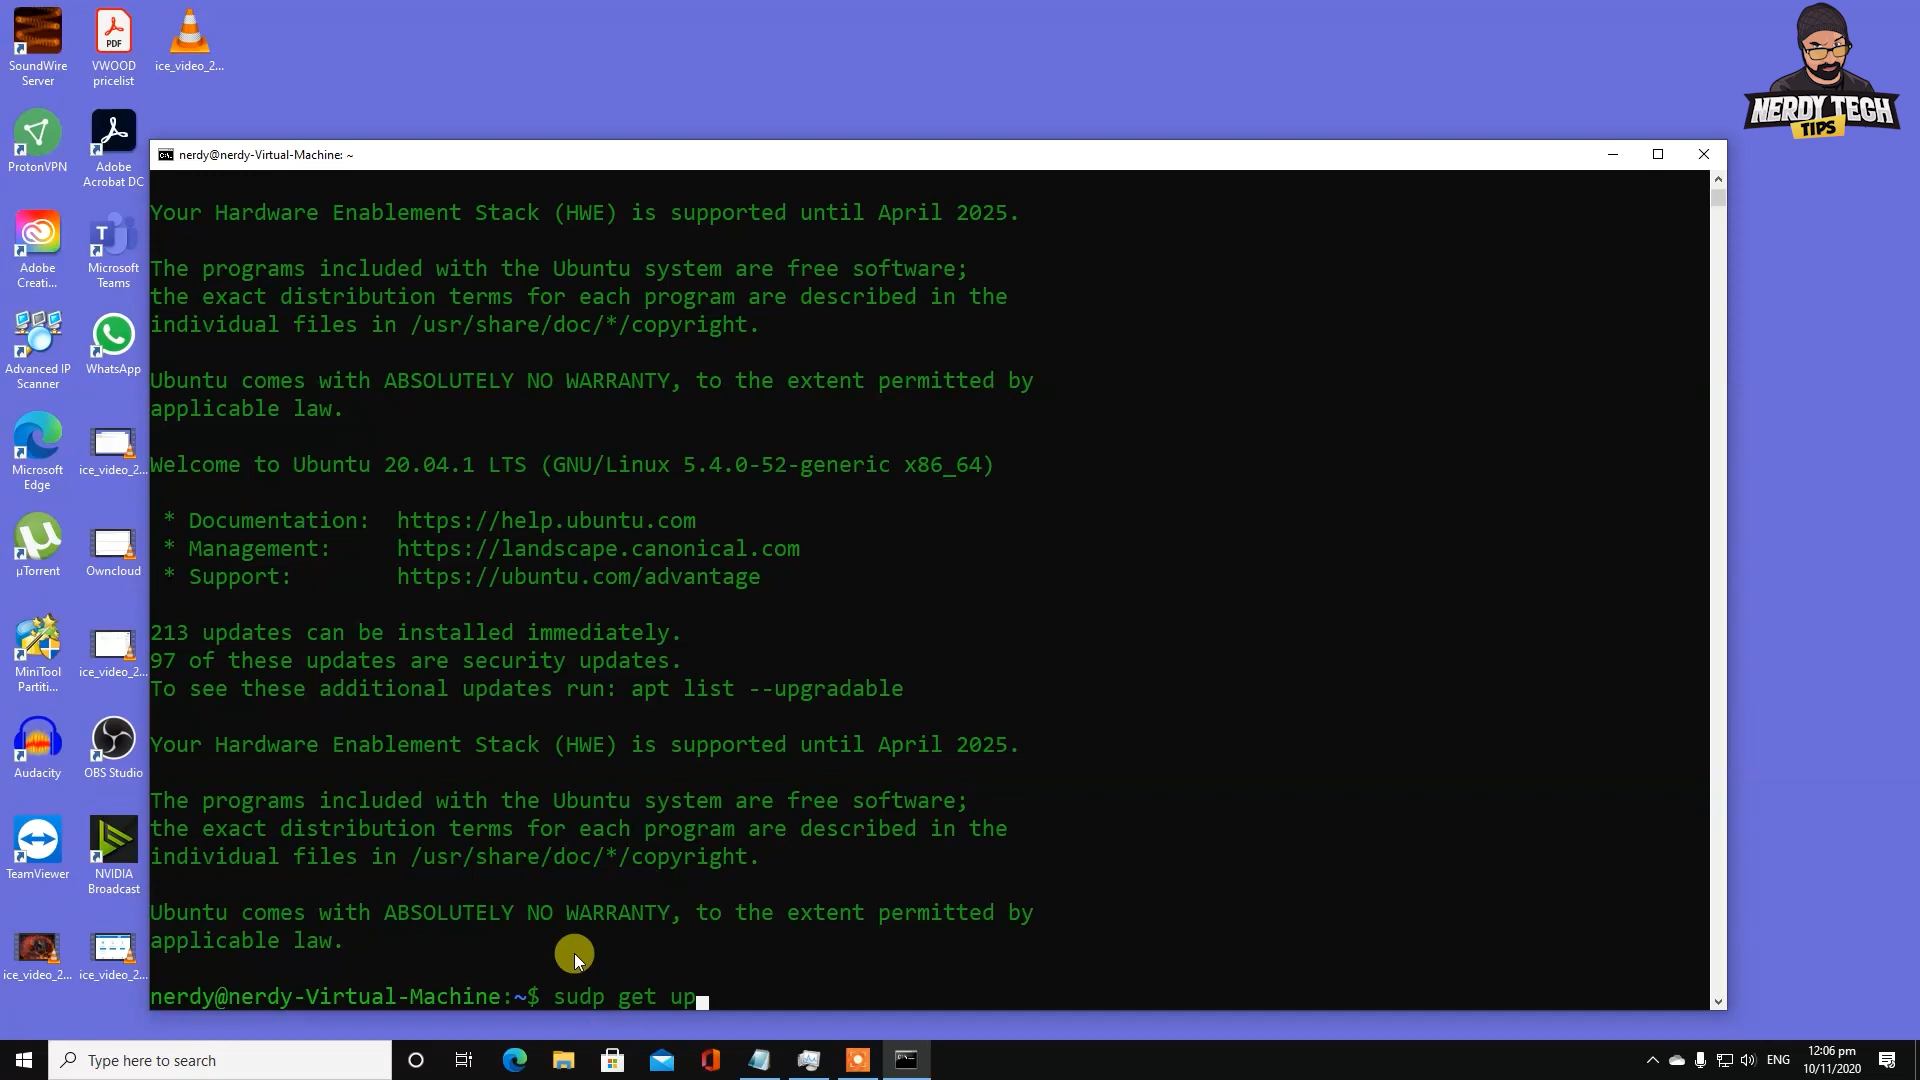 SoundWire
Server
VWOOD
pricelist
ice_video_2...
PDF
NERDY TECH
TIPS
ProtonVPN
Adobe
Acrobat DC
Adobe
Creati...
Microsoft
Teams
Advanced IP
Scanner
WhatsApp
Microsoft
Edge
ice_video_2...
µTorrent
Owncloud
MiniTool
Partiti...
ice_video_2...
Audacity
OBS Studio
TeamViewer
NVIDIA
Broadcast
ice_video_2...
ice_video_2...
nerdy@nerdy-Virtual-Machine: ~
Your Hardware Enablement Stack (HWE) is supported until April 2025.
The programs included with the Ubuntu system are free software;
the exact distribution terms for each program are described in the
individual files in /usr/share/doc/*/copyright.
Ubuntu comes with ABSOLUTELY NO WARRANTY, to the extent permitted by
applicable law.
Welcome to Ubuntu 20.04.1 LTS (GNU/Linux 5.4.0-52-generic x86_64)
* Documentation:  https://help.ubuntu.com
* Management:     https://landscape.canonical.com
* Support:        https://ubuntu.com/advantage
213 updates can be installed immediately.
97 of these updates are security updates.
To see these additional updates run: apt list --upgradable
Your Hardware Enablement Stack (HWE) is supported until April 2025.
The programs included with the Ubuntu system are free software;
the exact distribution terms for each program are described in the
individual files in /usr/share/doc/*/copyright.
Ubuntu comes with ABSOLUTELY NO WARRANTY, to the extent permitted by
applicable law.
nerdy@nerdy-Virtual-Machine:~$ sudp get up
Type here to search
ENG
12:06 pm
10/11/2020